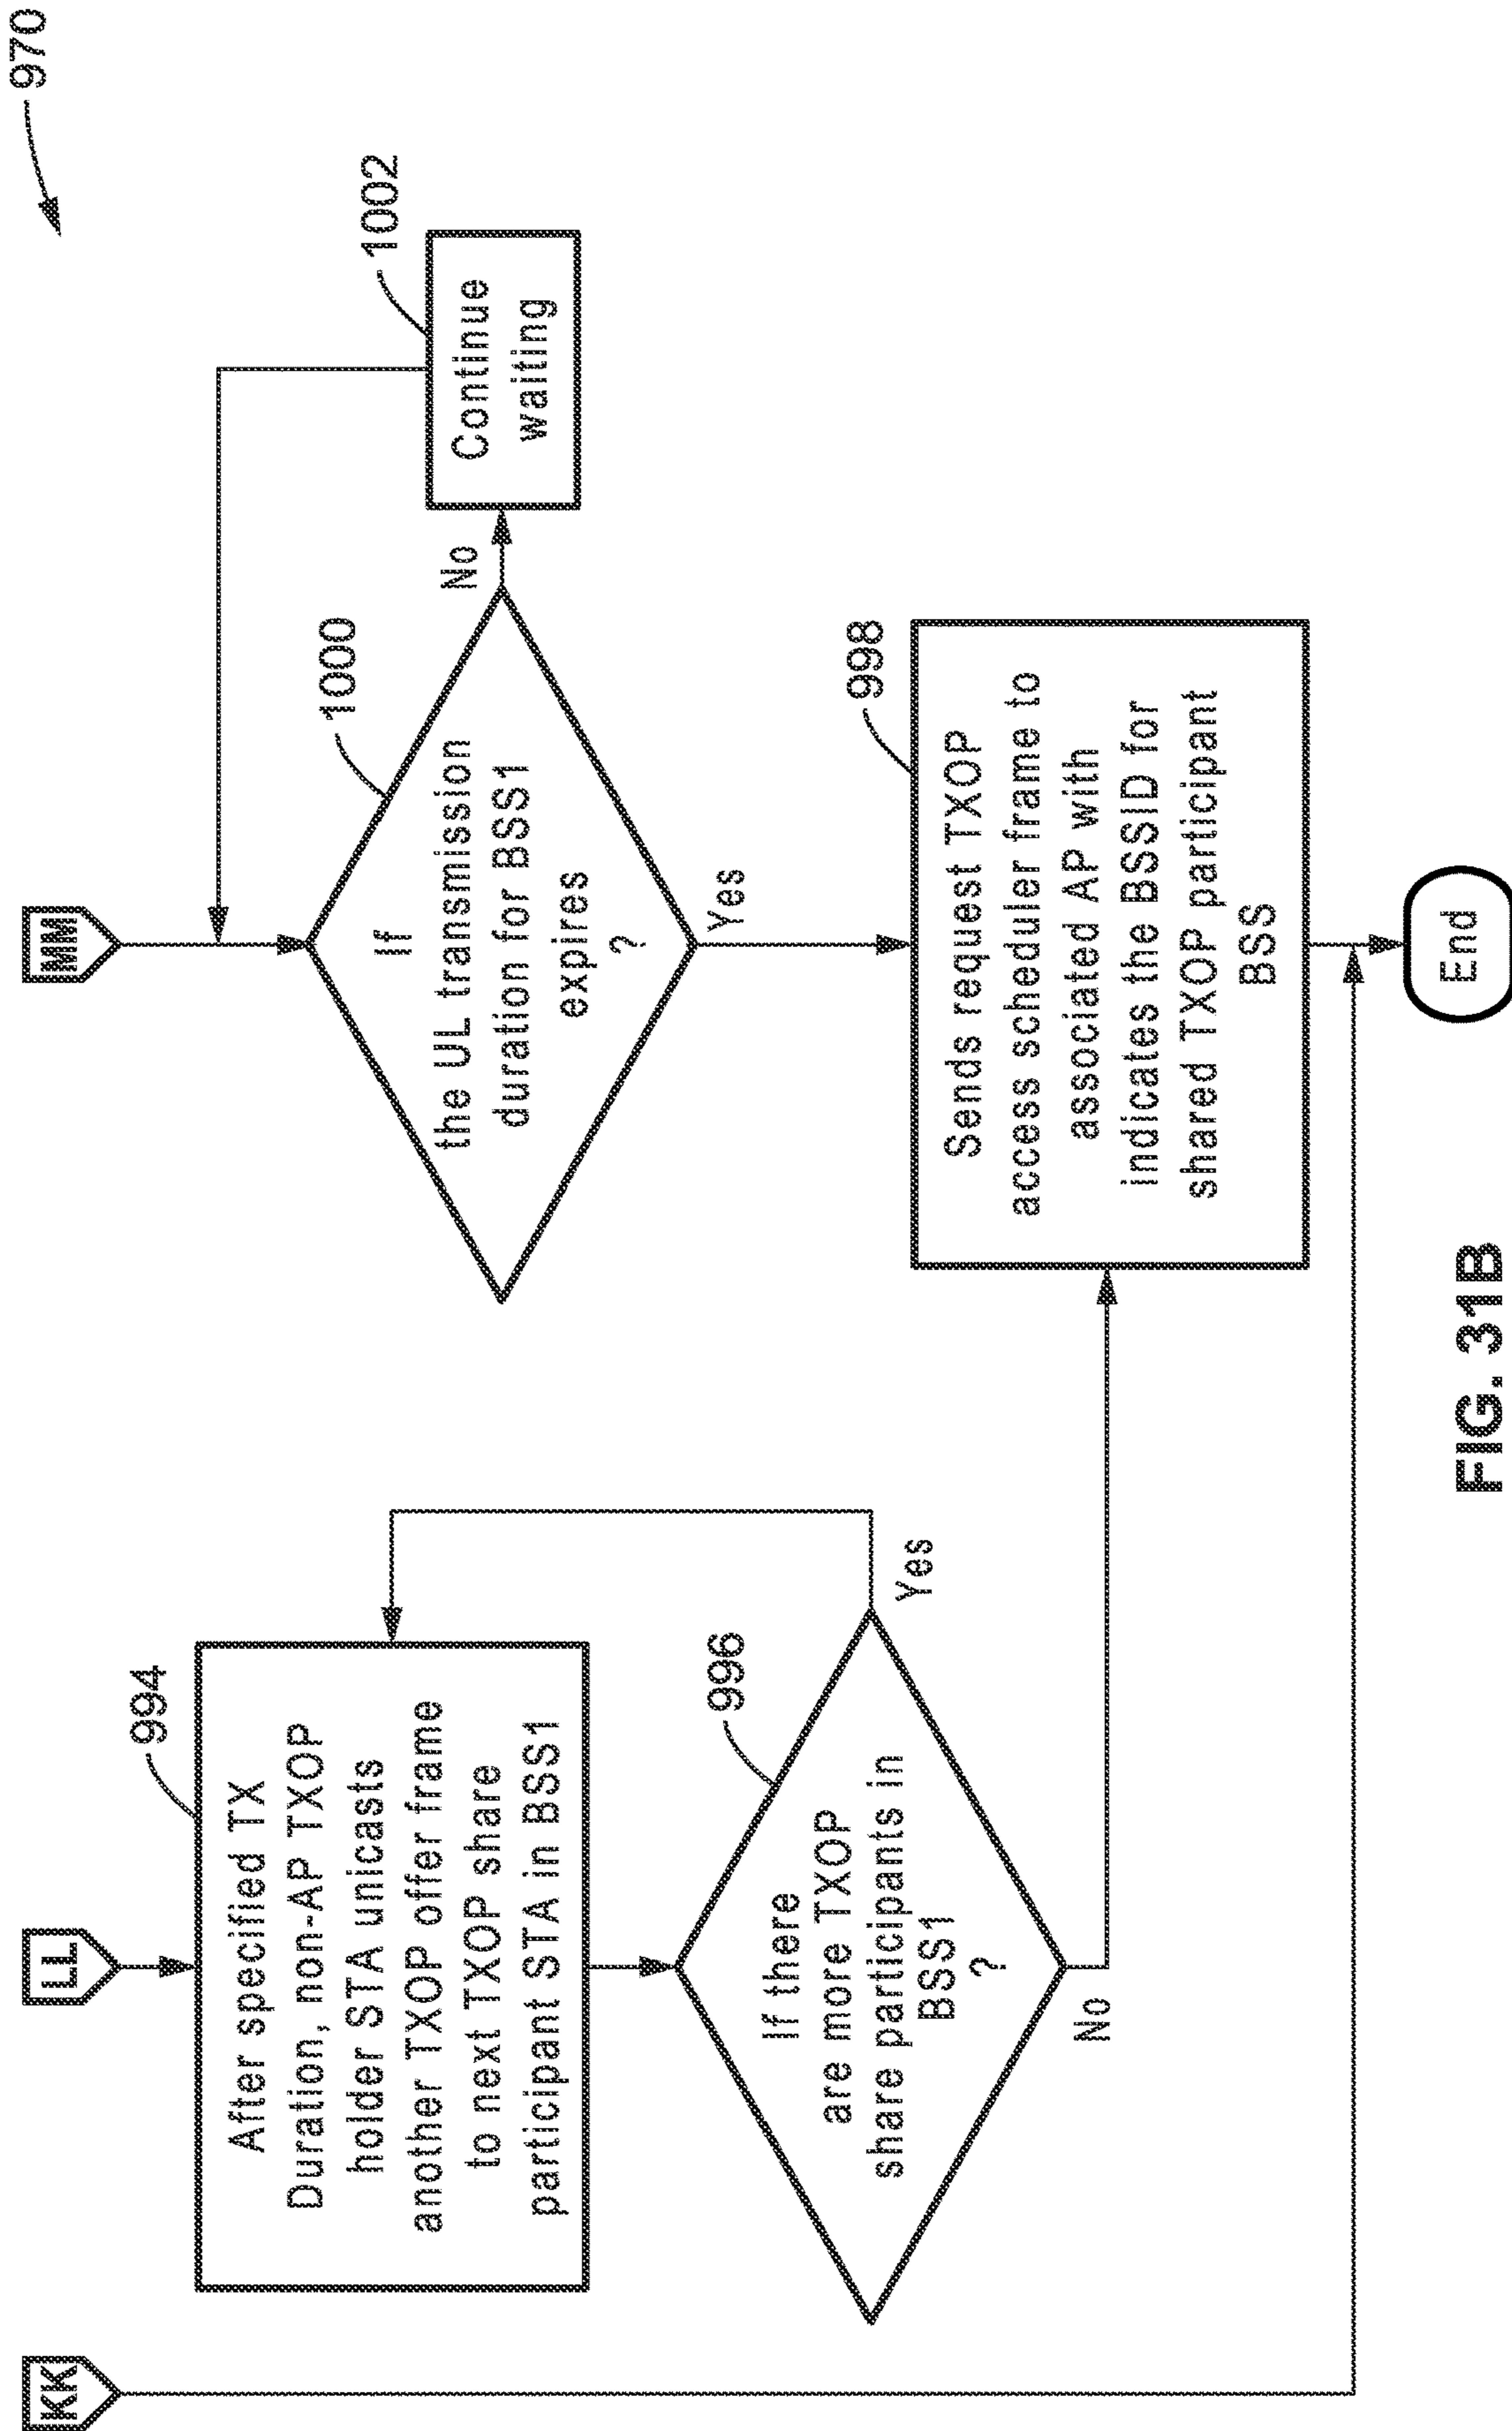 970
KK
LL
MM
994
After specified TX
Duration, non-AP TXOP
holder STA unicasts
another TXOP offer frame
to next TXOP share
participant STA in BSS1
996
If there
are more TXOP
share participants in
BSS1
?
Yes
No
1000
If
the UL transmission
duration for BSS1
expires
?
No
Yes
1002
Continue
waiting
998
Sends request TXOP
access scheduler frame to
associated AP with
indicates the BSSID for
shared TXOP participant
BSS
End
FIG. 31B